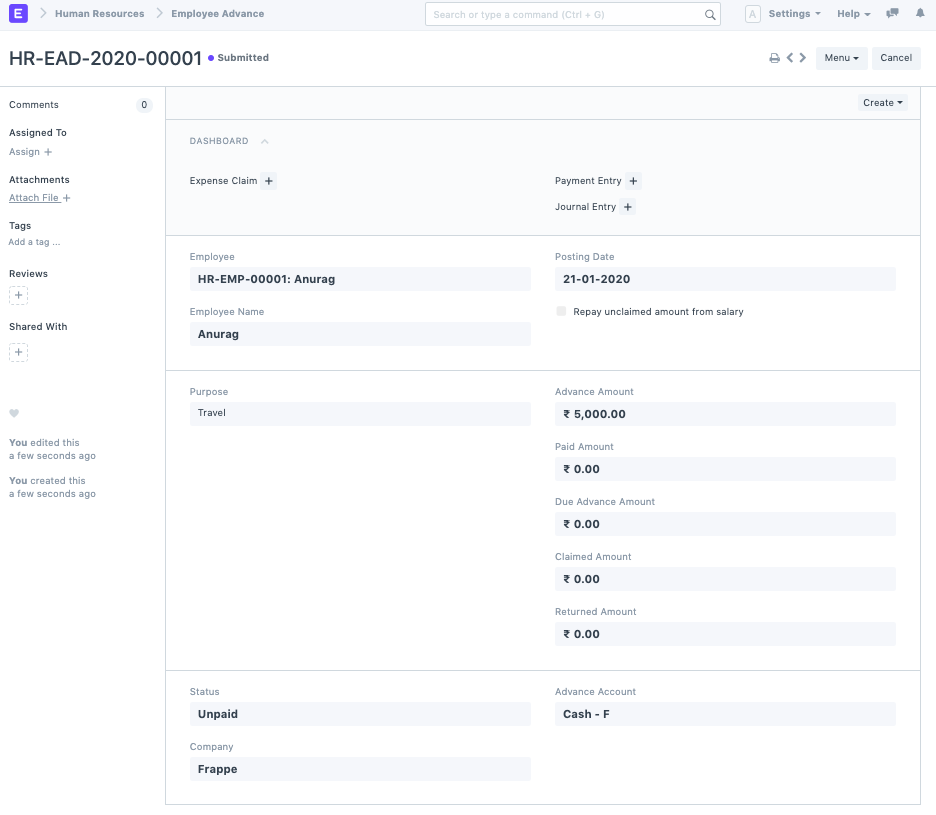 E Human Resources Employee Advance Search or type a command (Ctrl + G) A Settings Help
HR-EAD-2020-00001 Submitted Menu Cancel
Comments 0
Create
Assigned To
Assign +
DASHBOARD
Attachments
Attach File +
Expense Claim + Payment Entry +
Journal Entry +
Tags
Add a tag ...
Reviews
+
Shared With
+
You edited this
a few seconds ago
You created this
a few seconds ago
Employee
HR-EMP-00001: Anurag
Employee Name
Anurag
Posting Date
21-01-2020
Repay unclaimed amount from salary
Purpose
Travel
Advance Amount
₹ 5,000.00
Paid Amount
₹ 0.00
Due Advance Amount
₹ 0.00
Claimed Amount
₹ 0.00
Returned Amount
₹ 0.00
Status
Unpaid
Company
Frappe
Advance Account
Cash - F